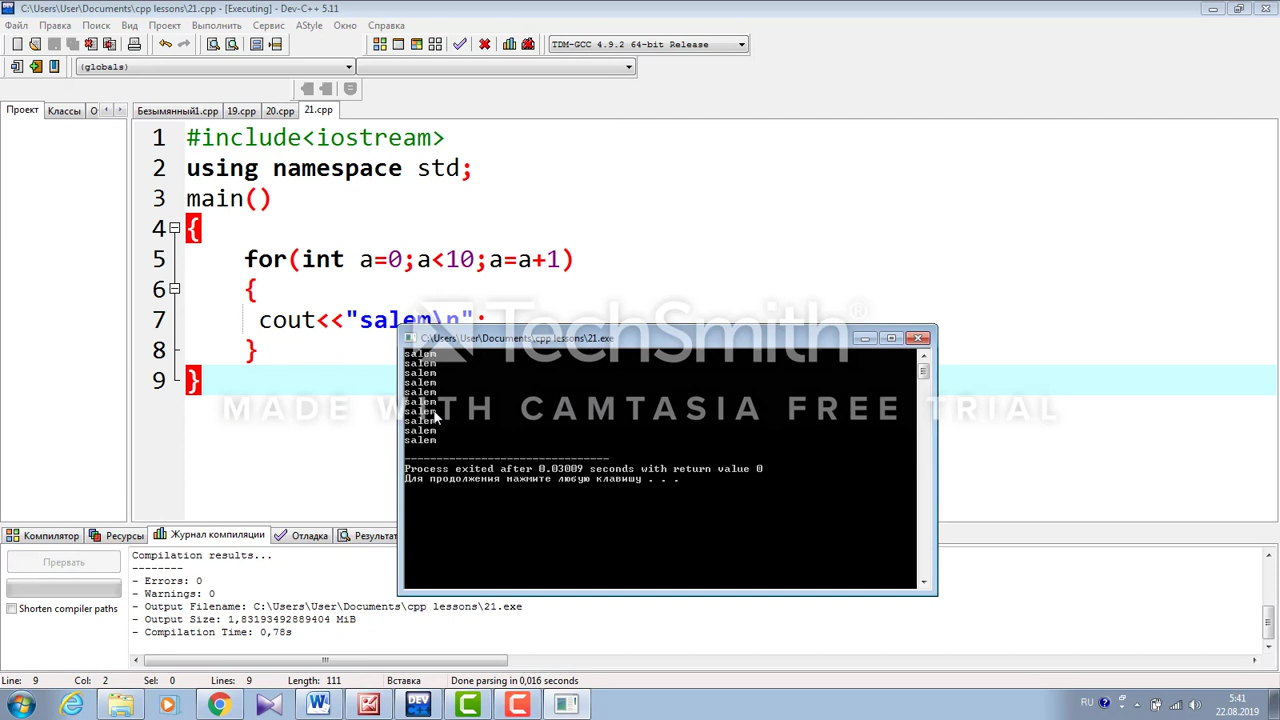 C:\Users\User\Documents\cpp lessons\21.cpp - [Executing] - Dev-C++ 5.11
Файл Правка Поиск Вид Проект Выполнить Сервис AStyle Окно Справка
TDM-GCC 4.9.2 64-bit Release
(globals)
Проект Классы О Безымянный1.cpp 19.cpp 20.cpp 21.cpp
1 #include<iostream>
2 using namespace std;
3 main()
4 {
5 for(int a=0;a<10;a=a+1)
6 {
7 cout<<"salem\n";
8 }
9 }
TechSmith®
MADE WITH CAMTASIA FREE TRIAL
C:\Users\User\Documents\cpp lessons\21.exe
salem
salem
salem
salem
salem
salem
salem
salem
salem
salem
--------------------------------
Process exited after 0.03009 seconds with return value 0
Для продолжения нажмите любую клавишу . . .
Компилятор Ресурсы Журнал компиляции Отладка Результат
Прервать
Shorten compiler paths
Compilation results...
--------
- Errors: 0
- Warnings: 0
- Output Filename: C:\Users\User\Documents\cpp lessons\21.exe
- Output Size: 1,83193492889404 MiB
- Compilation Time: 0,78s
Line: 9 Col: 2 Sel: 0 Lines: 9 Length: 111 Вставка Done parsing in 0,016 seconds
DEV
RU 5:41
22.08.2019